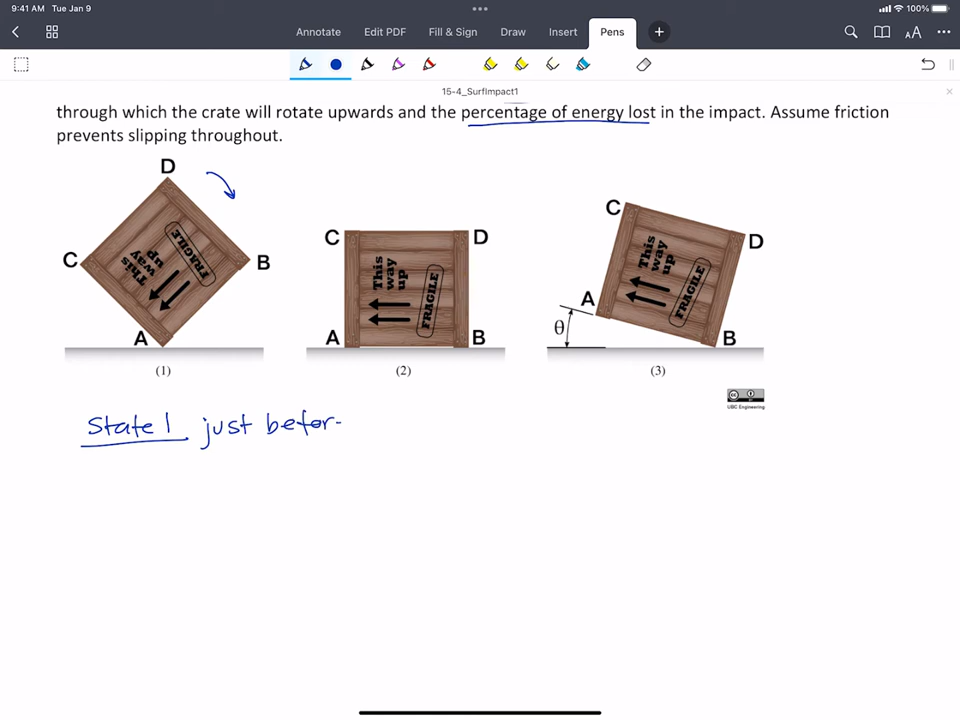 9:41 AM Tue Jan 9
100%
Annotate Edit PDF Fill & Sign Draw Insert Pens
AA
15-4_SurfImpact1
through which the crate will rotate upwards and the percentage of energy lost in the impact. Assume friction
prevents slipping throughout.
D
C
B
A
This way up
FRAGILE
(1)
C
D
A
B
This way up
FRAGILE
(2)
C
D
A
B
θ
This way up
FRAGILE
(3)
UBC Engineering
State 1 just befor